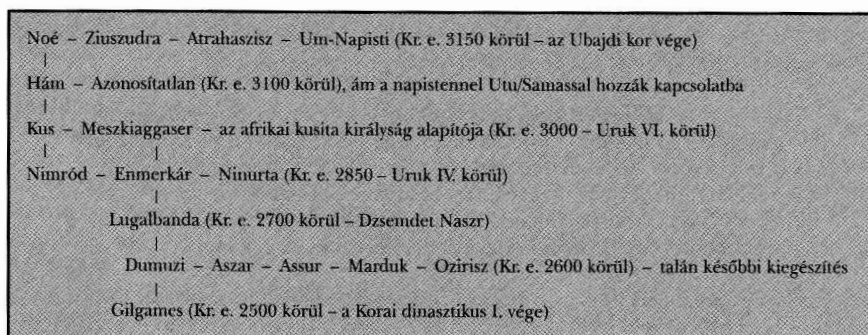 Noé – Ziuszudra – Atrahaszisz – Um-Napisti (Kr. e. 3150 körül – az Ubajdi kor vége)
Hám – Azonosítatlan (Kr. e. 3100 körül), ám a napistennel Utu/Samassal hozzák kapcsolatba
Kus – Meszkiaggaser – az afrikai kusita királyság alapítója (Kr. e. 3000 – Uruk VI. körül)
Nimród – Enmerkár – Ninurta (Kr. e. 2850 – Uruk IV. körül)
Lugalbanda (Kr. e. 2700 körül – Dzsemdet Naszr)
Dumuzi – Aszar – Assur – Marduk – Ozirisz (Kr. e. 2600 körül) – talán későbbi kiegészítés
Gilgames (Kr. e. 2500 körül – a Korai dinasztikus I. vége)